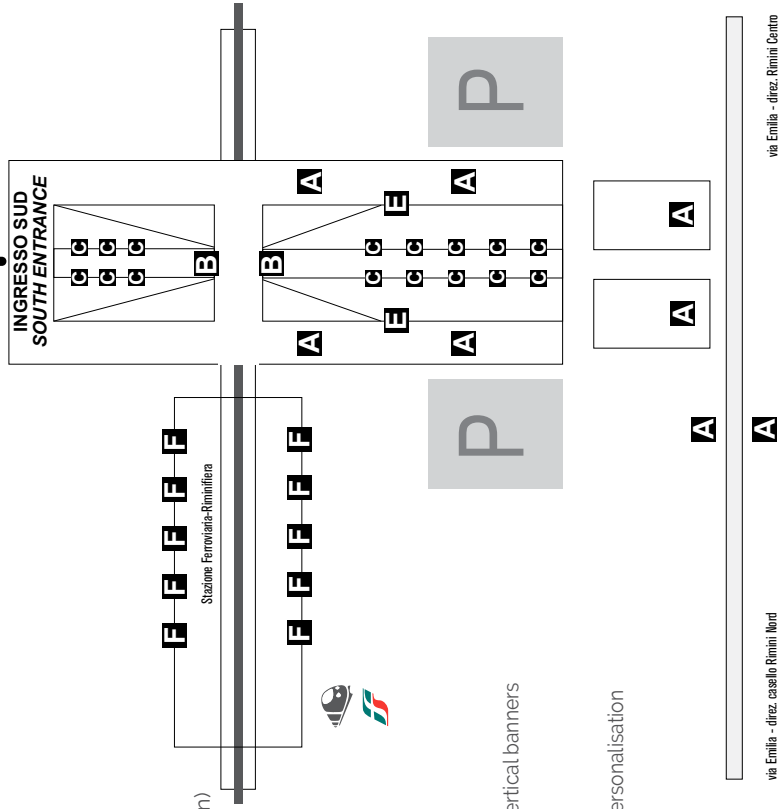 INGRESSO SUD
SOUTH ENTRANCE
C C
C C
C C
B
B
A A
E E
C C
C C
C C
C C
C C
A A
P P
F F F F F
Stazione Ferroviaria-Riminifiera
F F F F F
n)
ertical banners
ersonalisation
A A
A
A
via Emilia - direz. casello Rimini Nord
via Emilia - direz. Rimini Centro